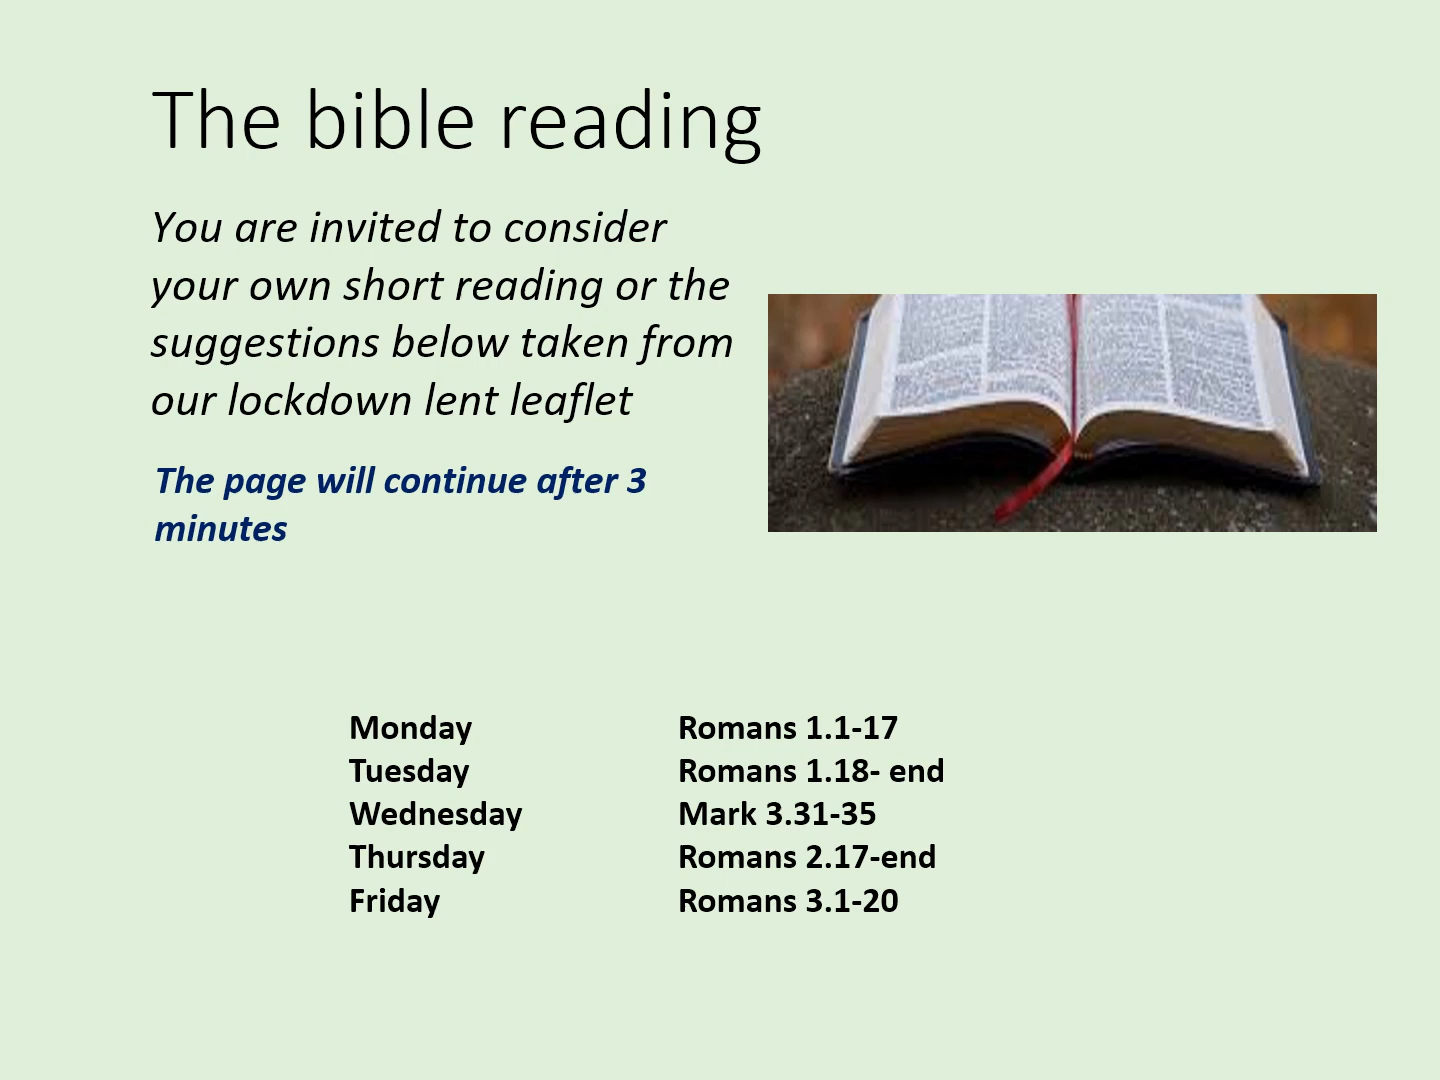 The bible reading
You are invited to consider
your own short reading or the
suggestions below taken from
our lockdown lent leaflet
The page will continue after 3
minutes
Monday Romans 1.1-17
Tuesday Romans 1.18- end
Wednesday Mark 3.31-35
Thursday Romans 2.17-end
Friday Romans 3.1-20